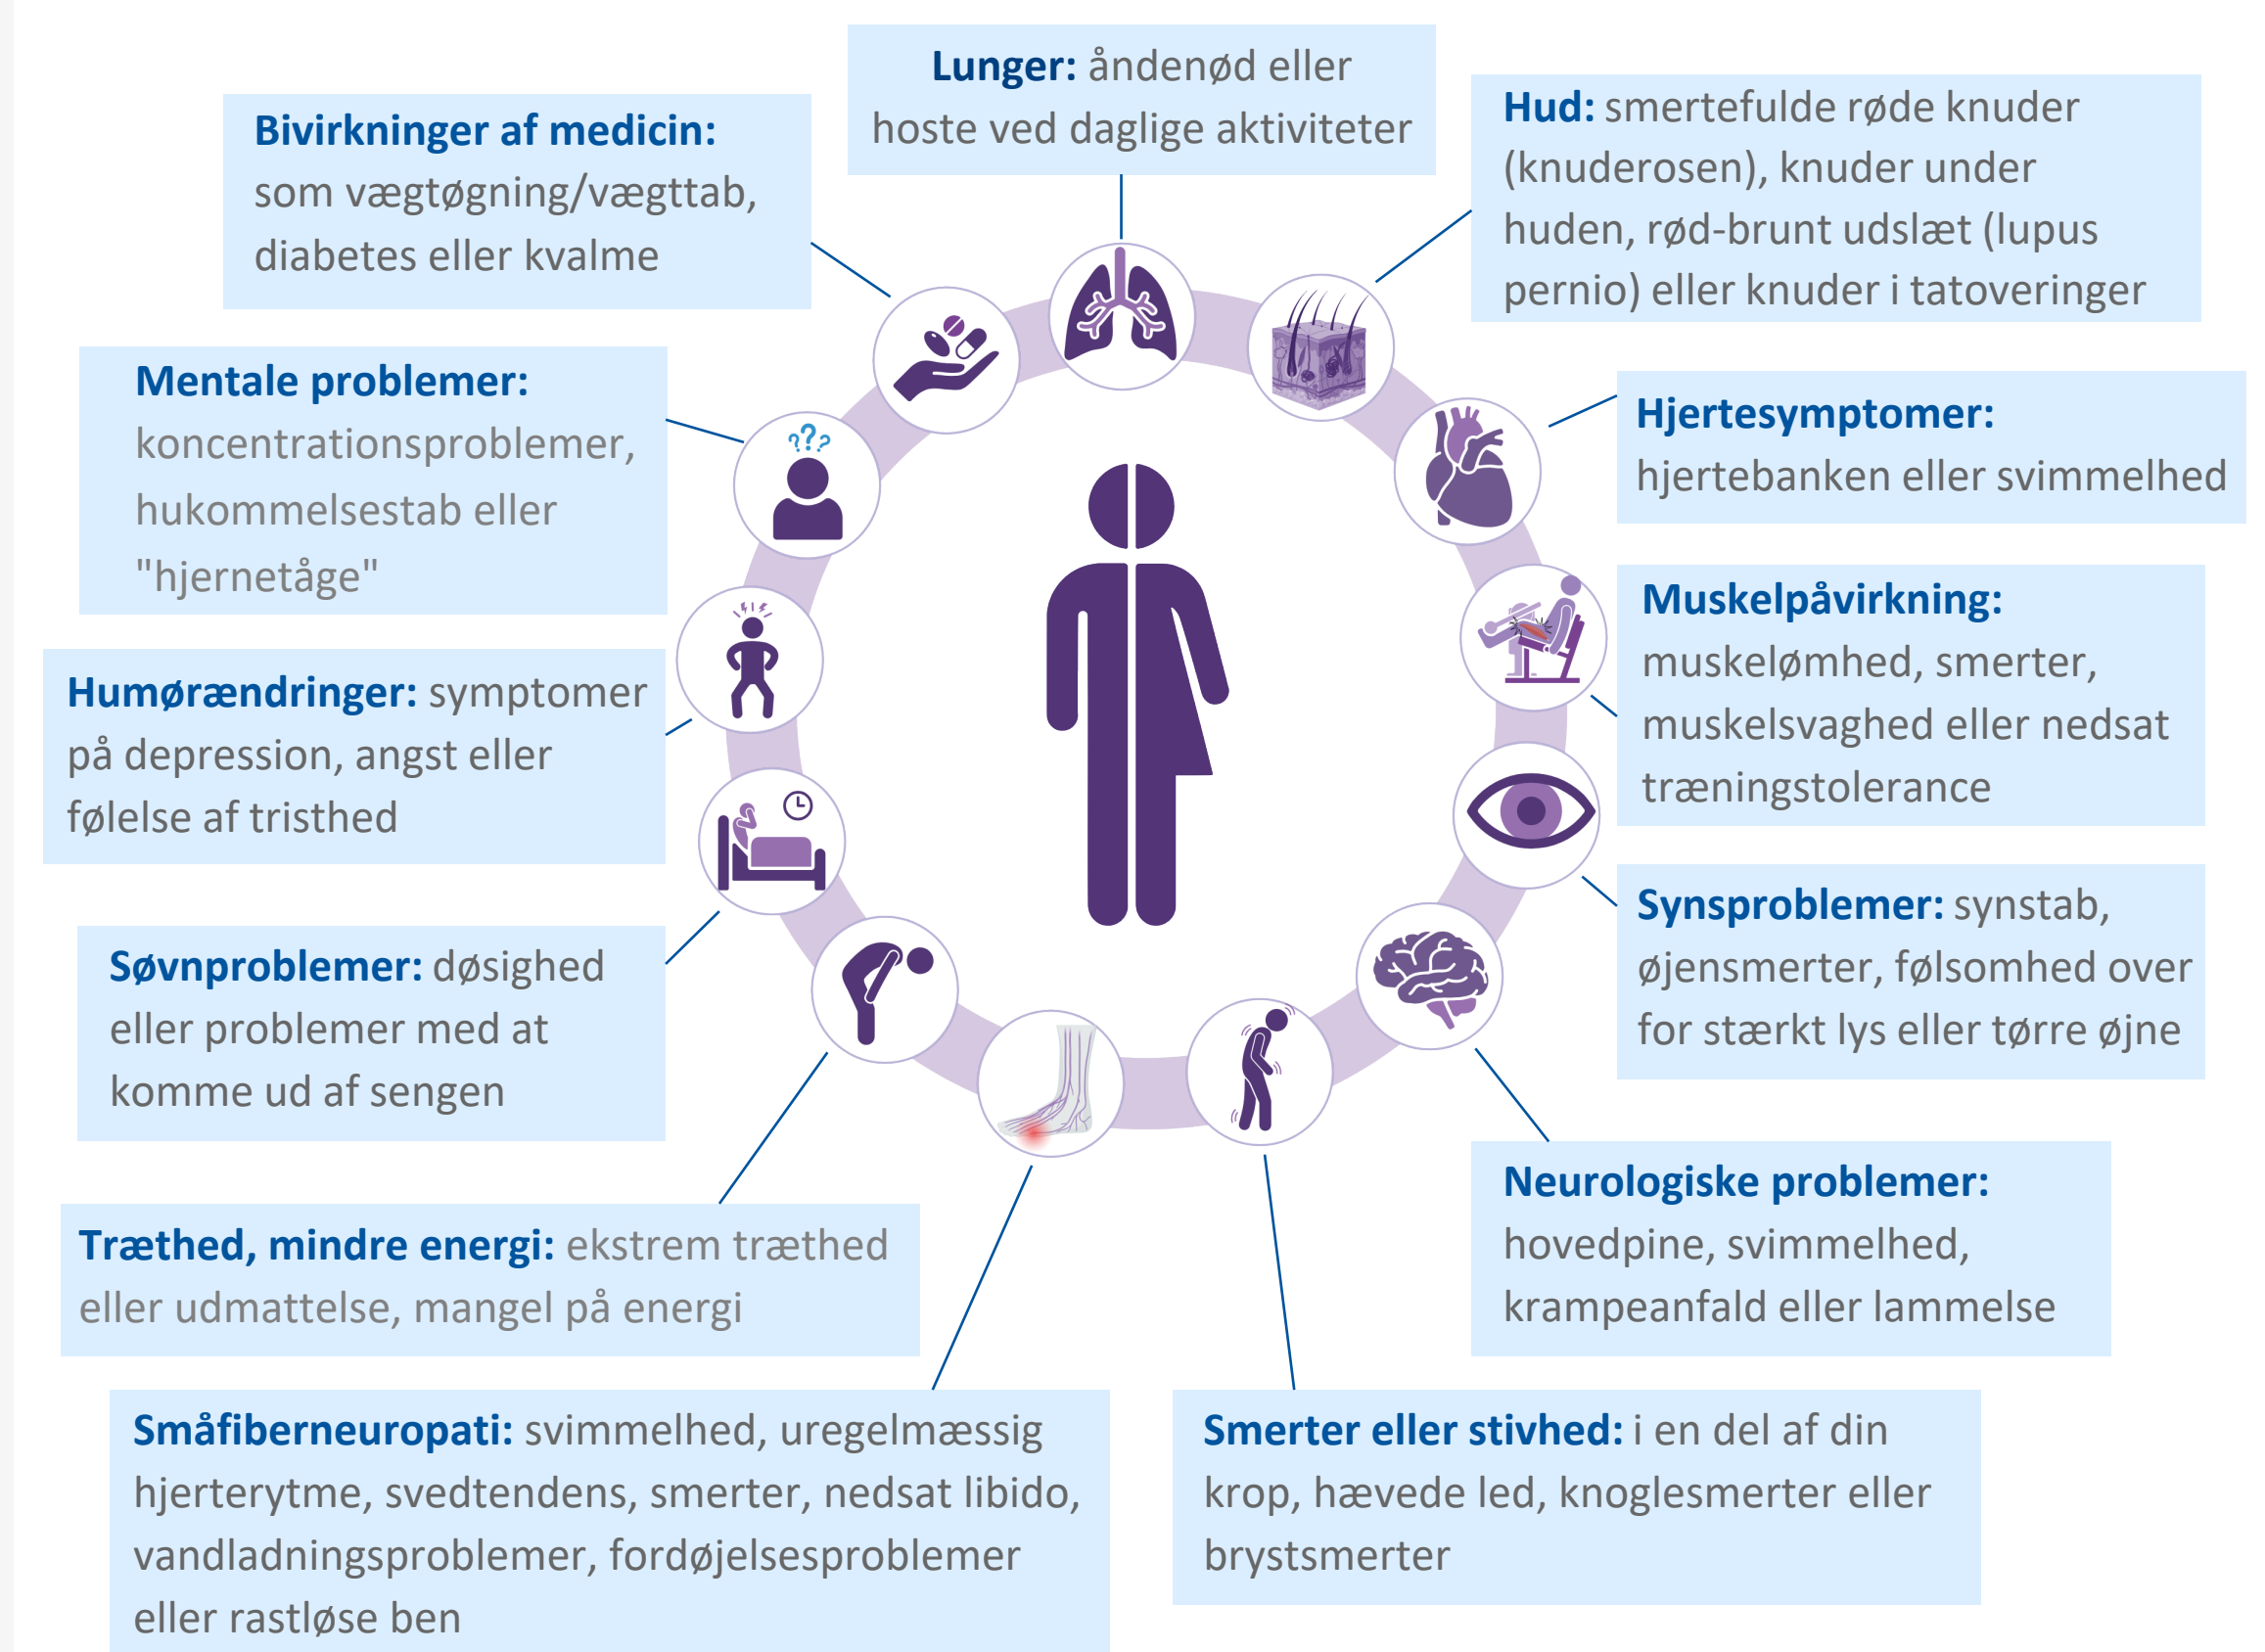 Lunger: åndenød eller
hoste ved daglige aktiviteter
Hud: smertefulde røde knuder
(knuderosen), knuder under
huden, rød-brunt udslæt (lupus
pernio) eller knuder i tatoveringer
Hjertesymptomer:
hjertebanken eller svimmelhed
Muskelpåvirkning:
muskelømhed, smerter,
muskelsvaghed eller nedsat
træningstolerance
Synsproblemer: synstab,
øjensmerter, følsomhed over
for stærkt lys eller tørre øjne
Neurologiske problemer:
hovedpine, svimmelhed,
krampeanfald eller lammelse
Smerter eller stivhed: i en del af din
krop, hævede led, knoglesmerter eller
brystsmerter
Småfiberneuropati: svimmelhed, uregelmæssig
hjerterytme, svedtendens, smerter, nedsat libido,
vandladningsproblemer, fordøjelsesproblemer
eller rastløse ben
Træthed, mindre energi: ekstrem træthed
eller udmattelse, mangel på energi
Søvnproblemer: døsighed
eller problemer med at
komme ud af sengen
Humørændringer: symptomer
på depression, angst eller
følelse af tristhed
Mentale problemer:
koncentrationsproblemer,
hukommelsestab eller
"hjernetåge"
Bivirkninger af medicin:
som vægtøgning/vægttab,
diabetes eller kvalme
???